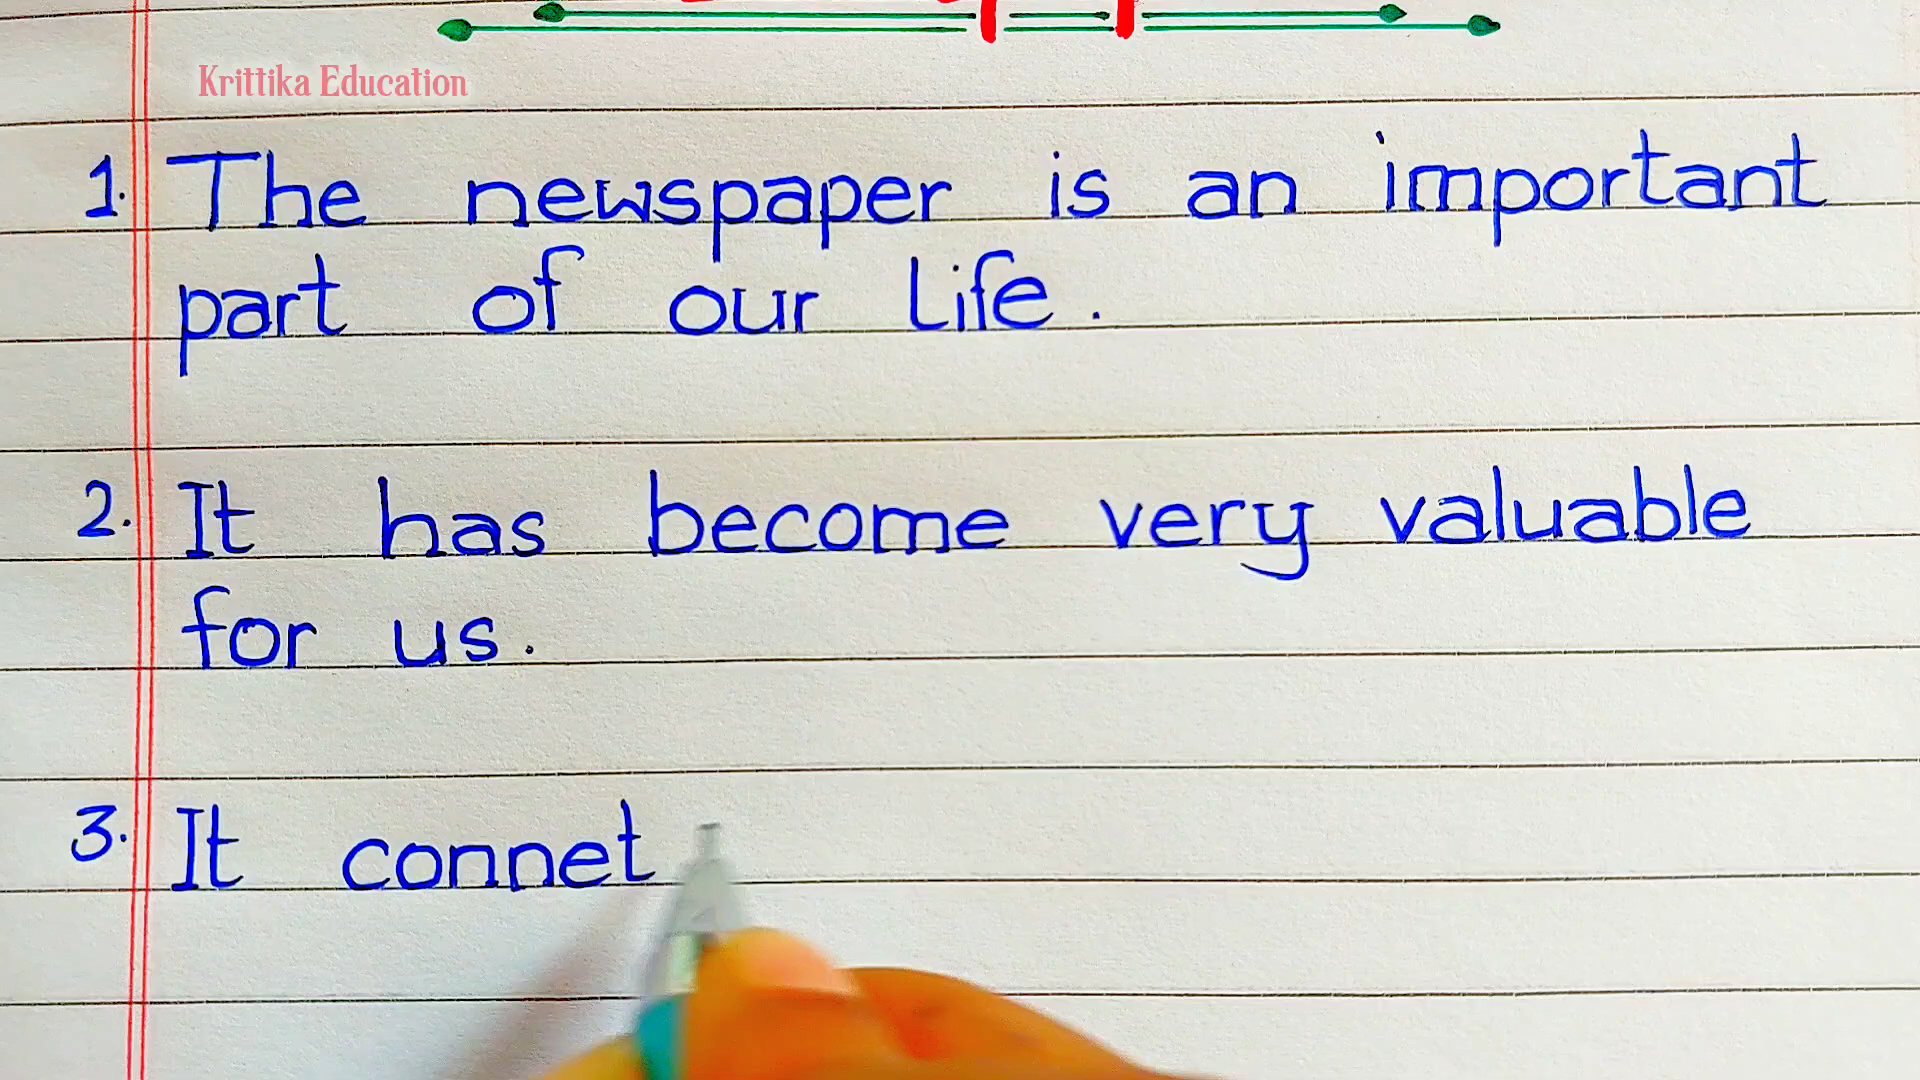 Krittika Education
1. The newspaper is an important
part of our life.
2. It has become very valuable
for us.
3. It connet